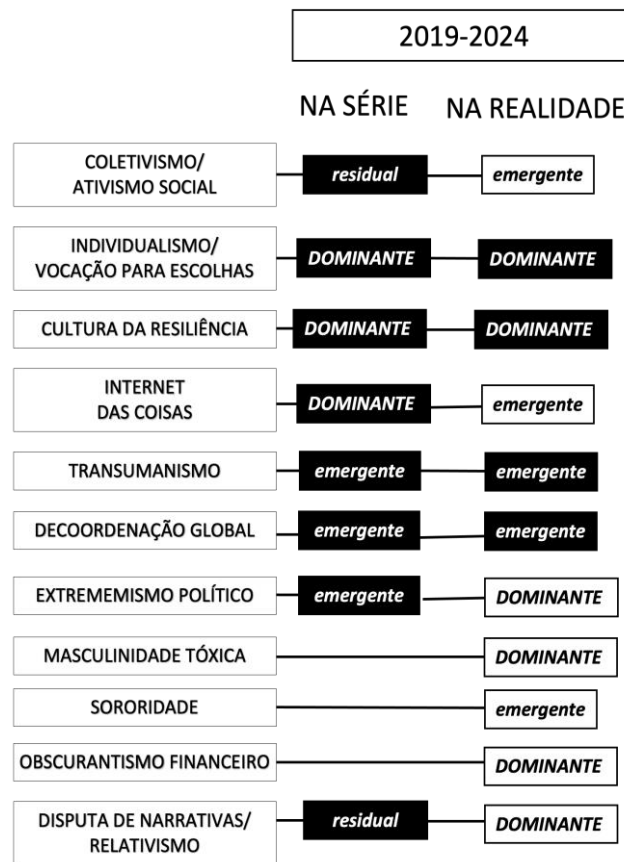 2019-2024
NA SÉRIE NA REALIDADE
COLETIVISMO/
ATIVISMO SOCIAL
residual
emergente
INDIVIDUALISMO/
VOCAÇÃO PARA ESCOLHAS
DOMINANTE
DOMINANTE
CULTURA DA RESILIÊNCIA
DOMINANTE
DOMINANTE
INTERNET
DAS COISAS
DOMINANTE
emergente
TRANSUMANISMO
emergente
emergente
DECOORDENAÇÃO GLOBAL
emergente
emergente
EXTREMEMISMO POLÍTICO
emergente
DOMINANTE
MASCULINIDADE TÓXICA
DOMINANTE
SORORIDADE
emergente
OBSCURANTISMO FINANCEIRO
DOMINANTE
DISPUTA DE NARRATIVAS/
RELATIVISMO
residual
DOMINANTE